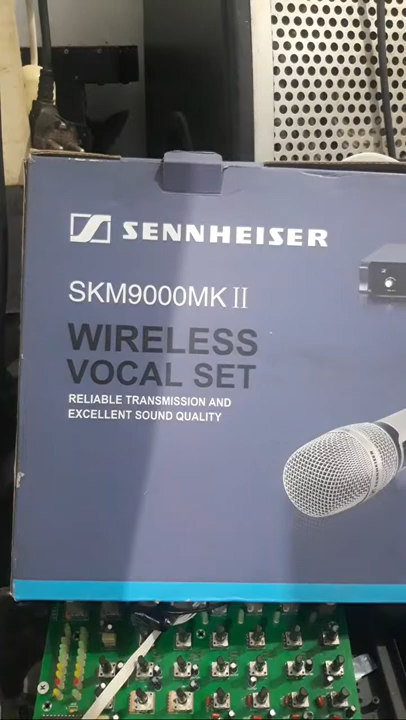 SENNHEISER
SKM9000MK II
WIRELESS
VOCAL SET
RELIABLE TRANSMISSION AND
EXCELLENT SOUND QUALITY